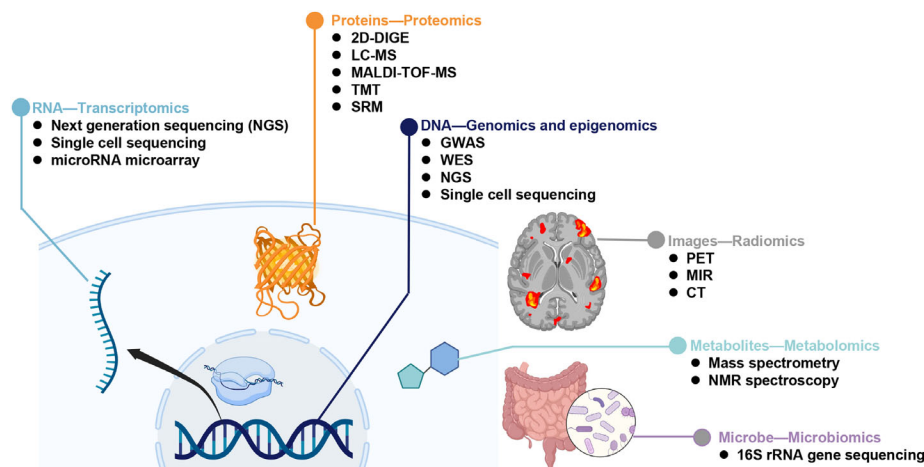 Proteins—Proteomics
● 2D-DIGE
● LC-MS
● MALDI-TOF-MS
● TMT
● SRM
RNA—Transcriptomics
● Next generation sequencing (NGS)
● Single cell sequencing
● microRNA microarray
DNA—Genomics and epigenomics
● GWAS
● WES
● NGS
● Single cell sequencing
Images—Radiomics
● PET
● MIR
● CT
Metabolites—Metabolomics
● Mass spectrometry
● NMR spectroscopy
Microbe—Microbiomics
● 16S rRNA gene sequencing